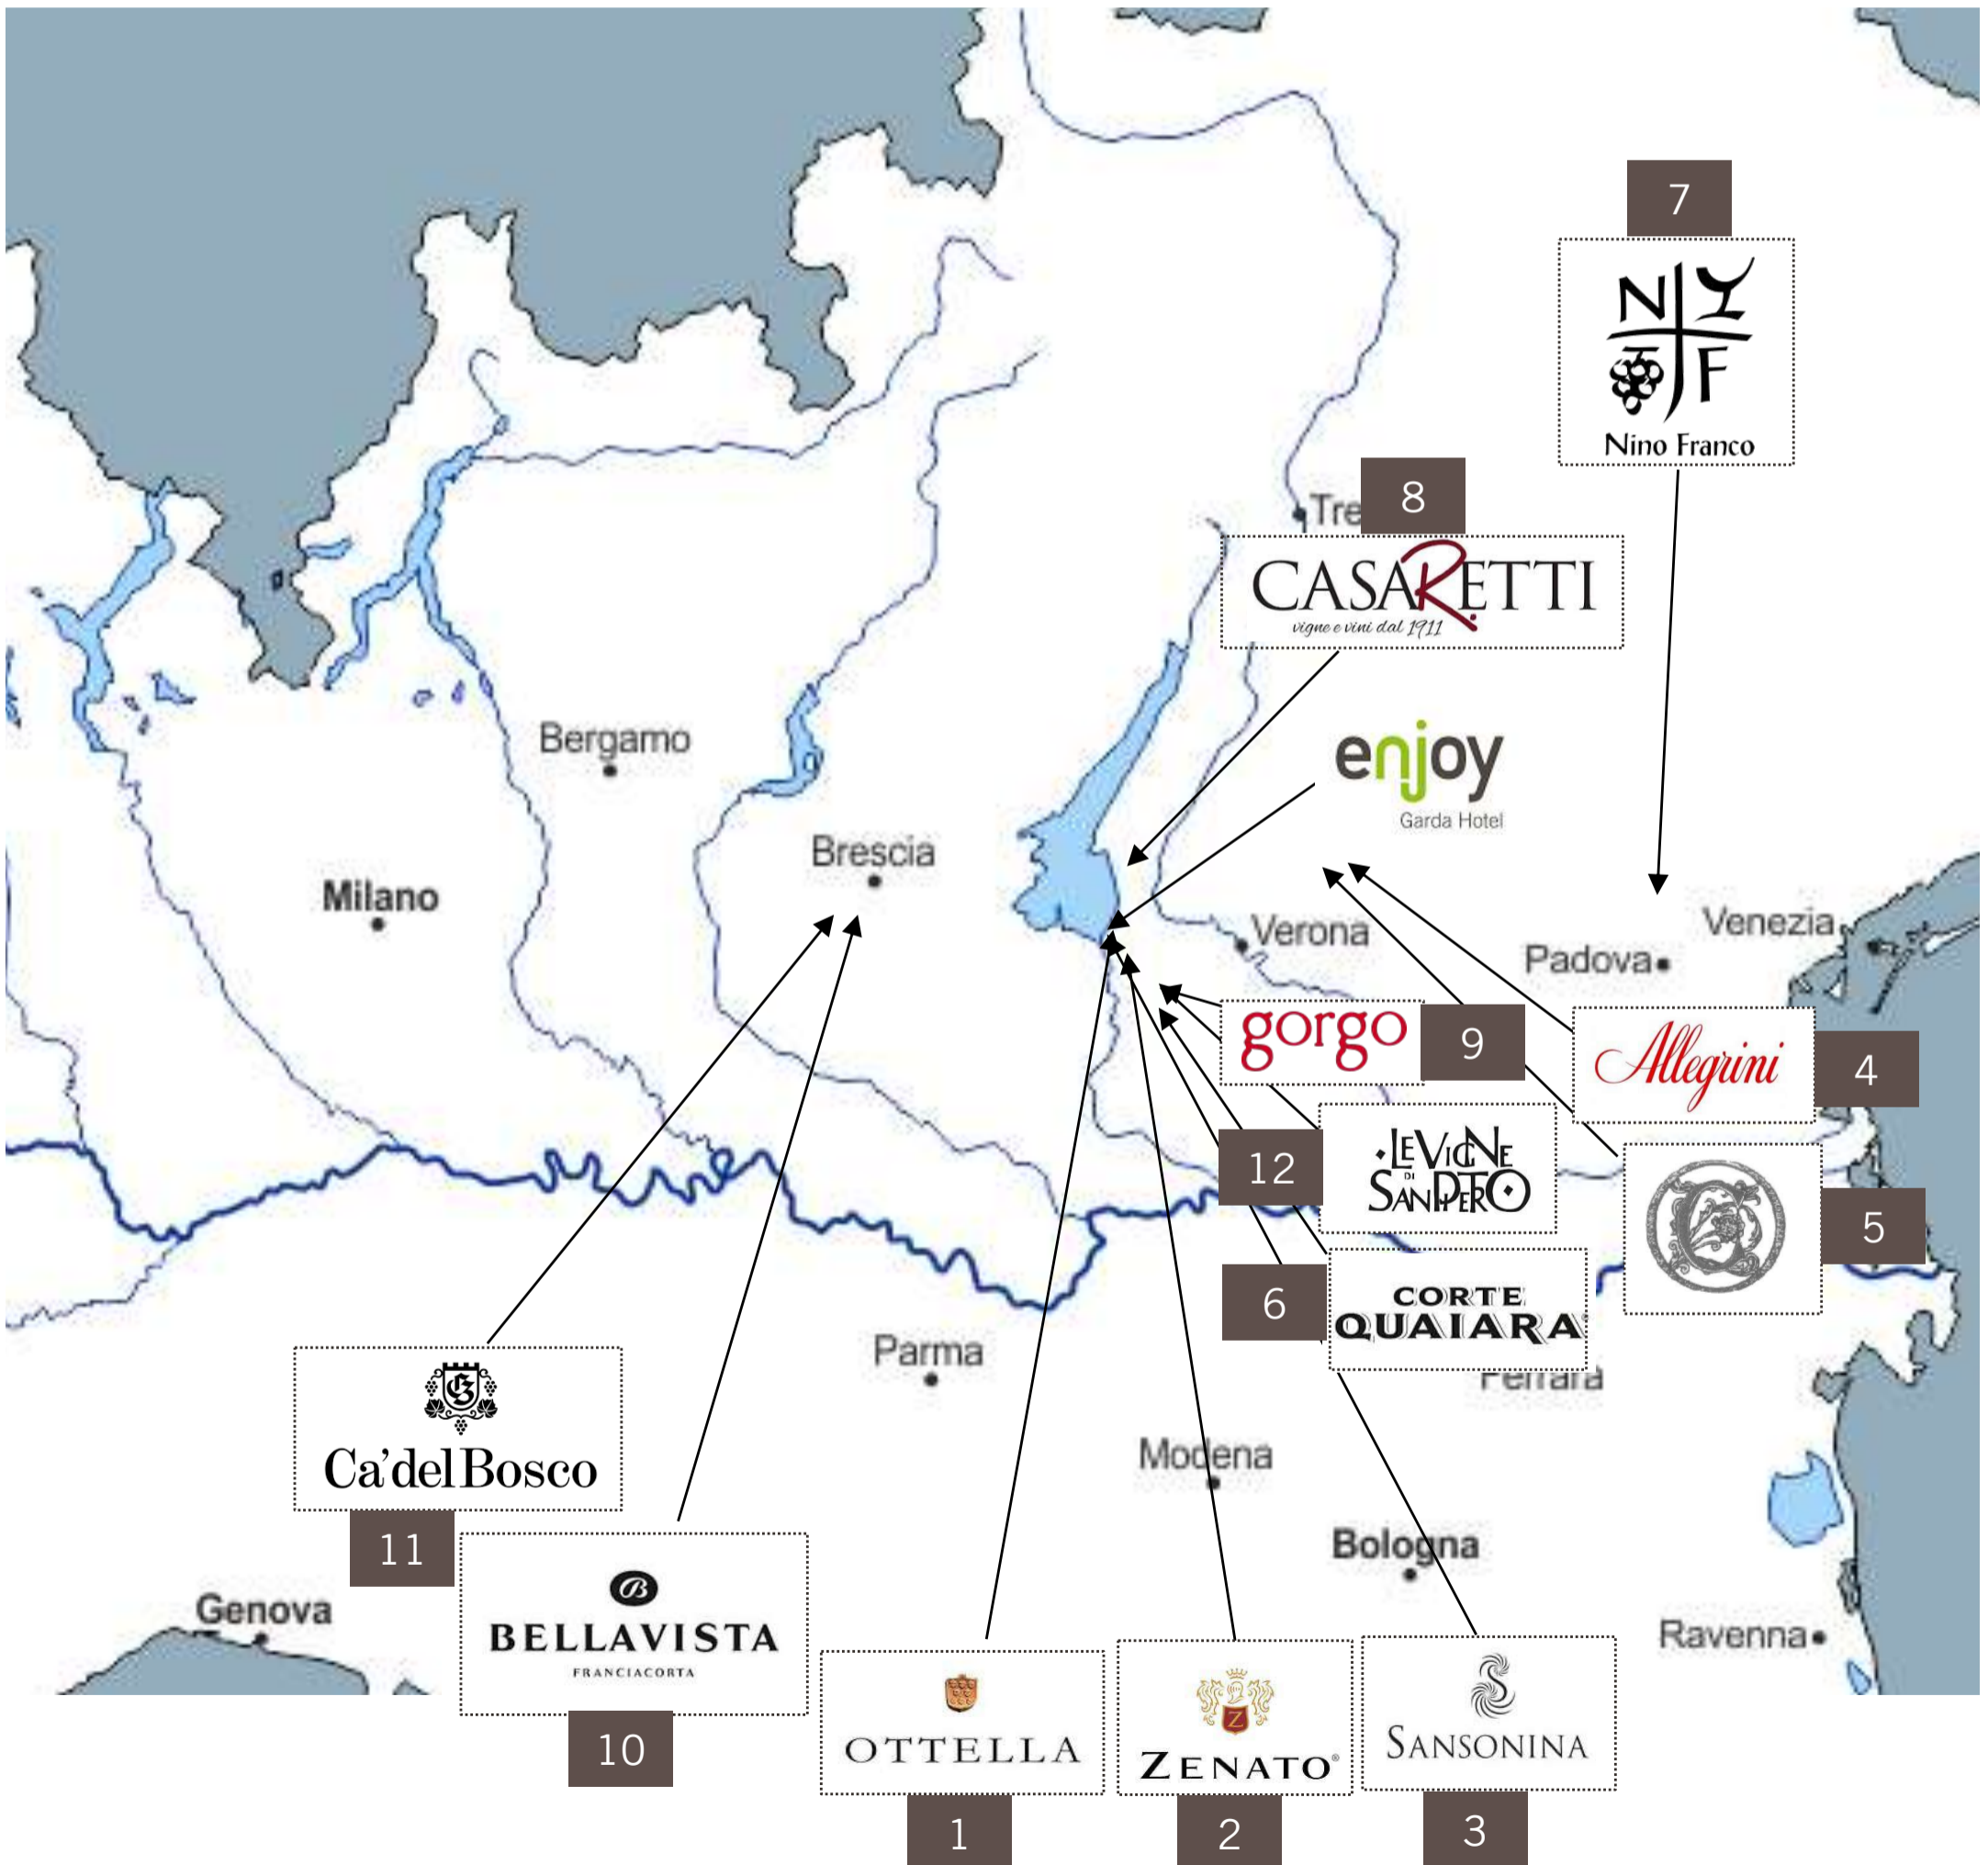 7
N F
Nino Franco
Tre
8
CASARETTI
vigne e vini dal 1911
enjoy
Garda Hotel
Bergamo
Brescia
Milano
Verona
Venezia
Padova
gorgo
9
Allegrini
4
12
LE VIGNE
DI
SAN PIETRO
5
6
CORTE
QUAIARA
Ferrara
Parma
Ca'del Bosco
11
Modena
Bologna
Genova
B
BELLAVISTA
FRANCIACORTA
10
Ravenna
OTTELLA
1
Z
ZENATO®
2
S
SANSONINA
3